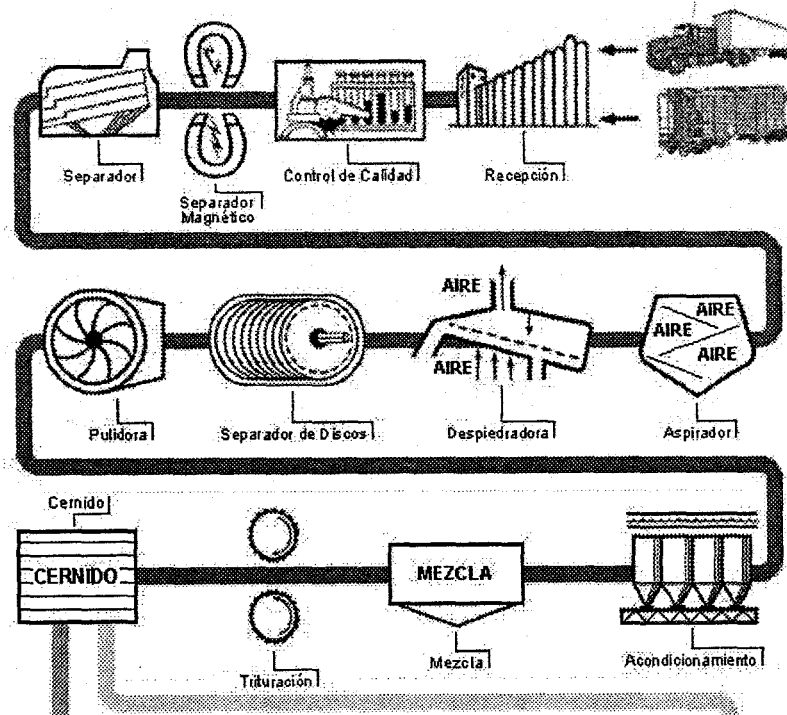 Separador
Separador
Magnético
Control de Calidad
Recepción
AIRE
AIRE
AIRE
AIRE
AIRE
Pulidora
Separador de Discos
Despiedradora
Aspirador
Cernido
CERNIDO
MEZCLA
Trituración
Mezcla
Acondicionamiento